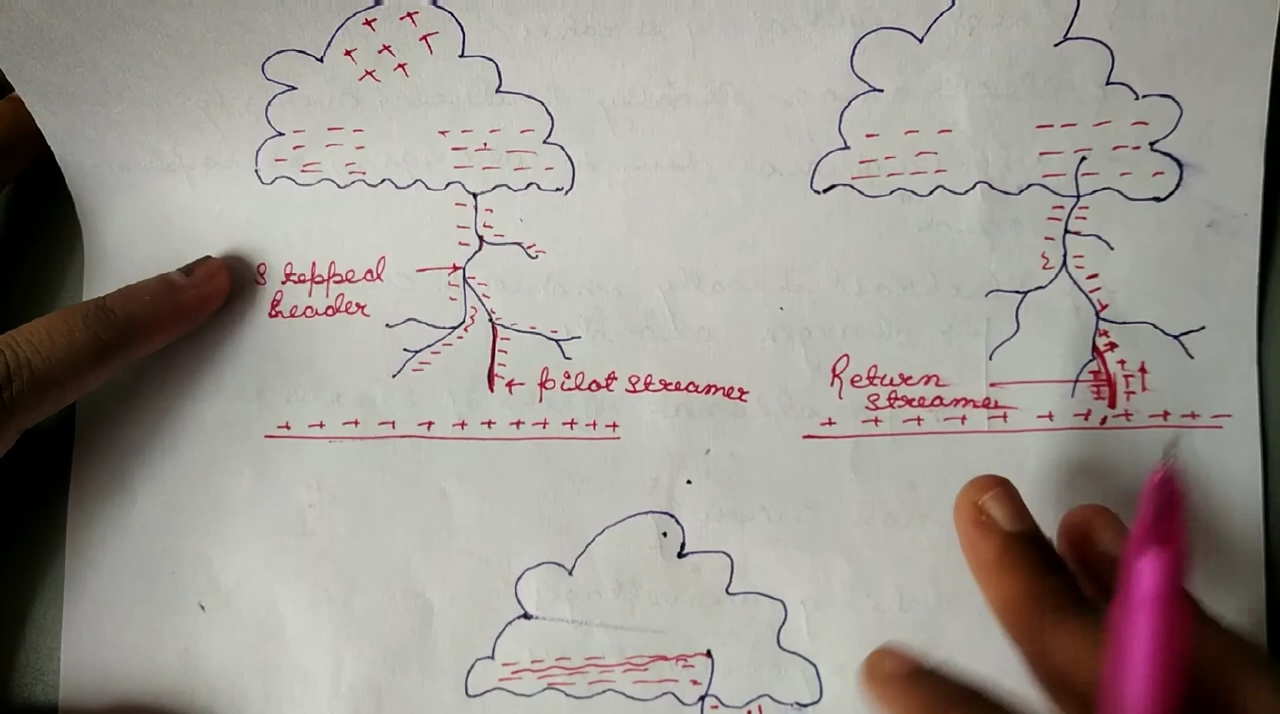 Stepped
leader
← pilot streamer
Return
streamer